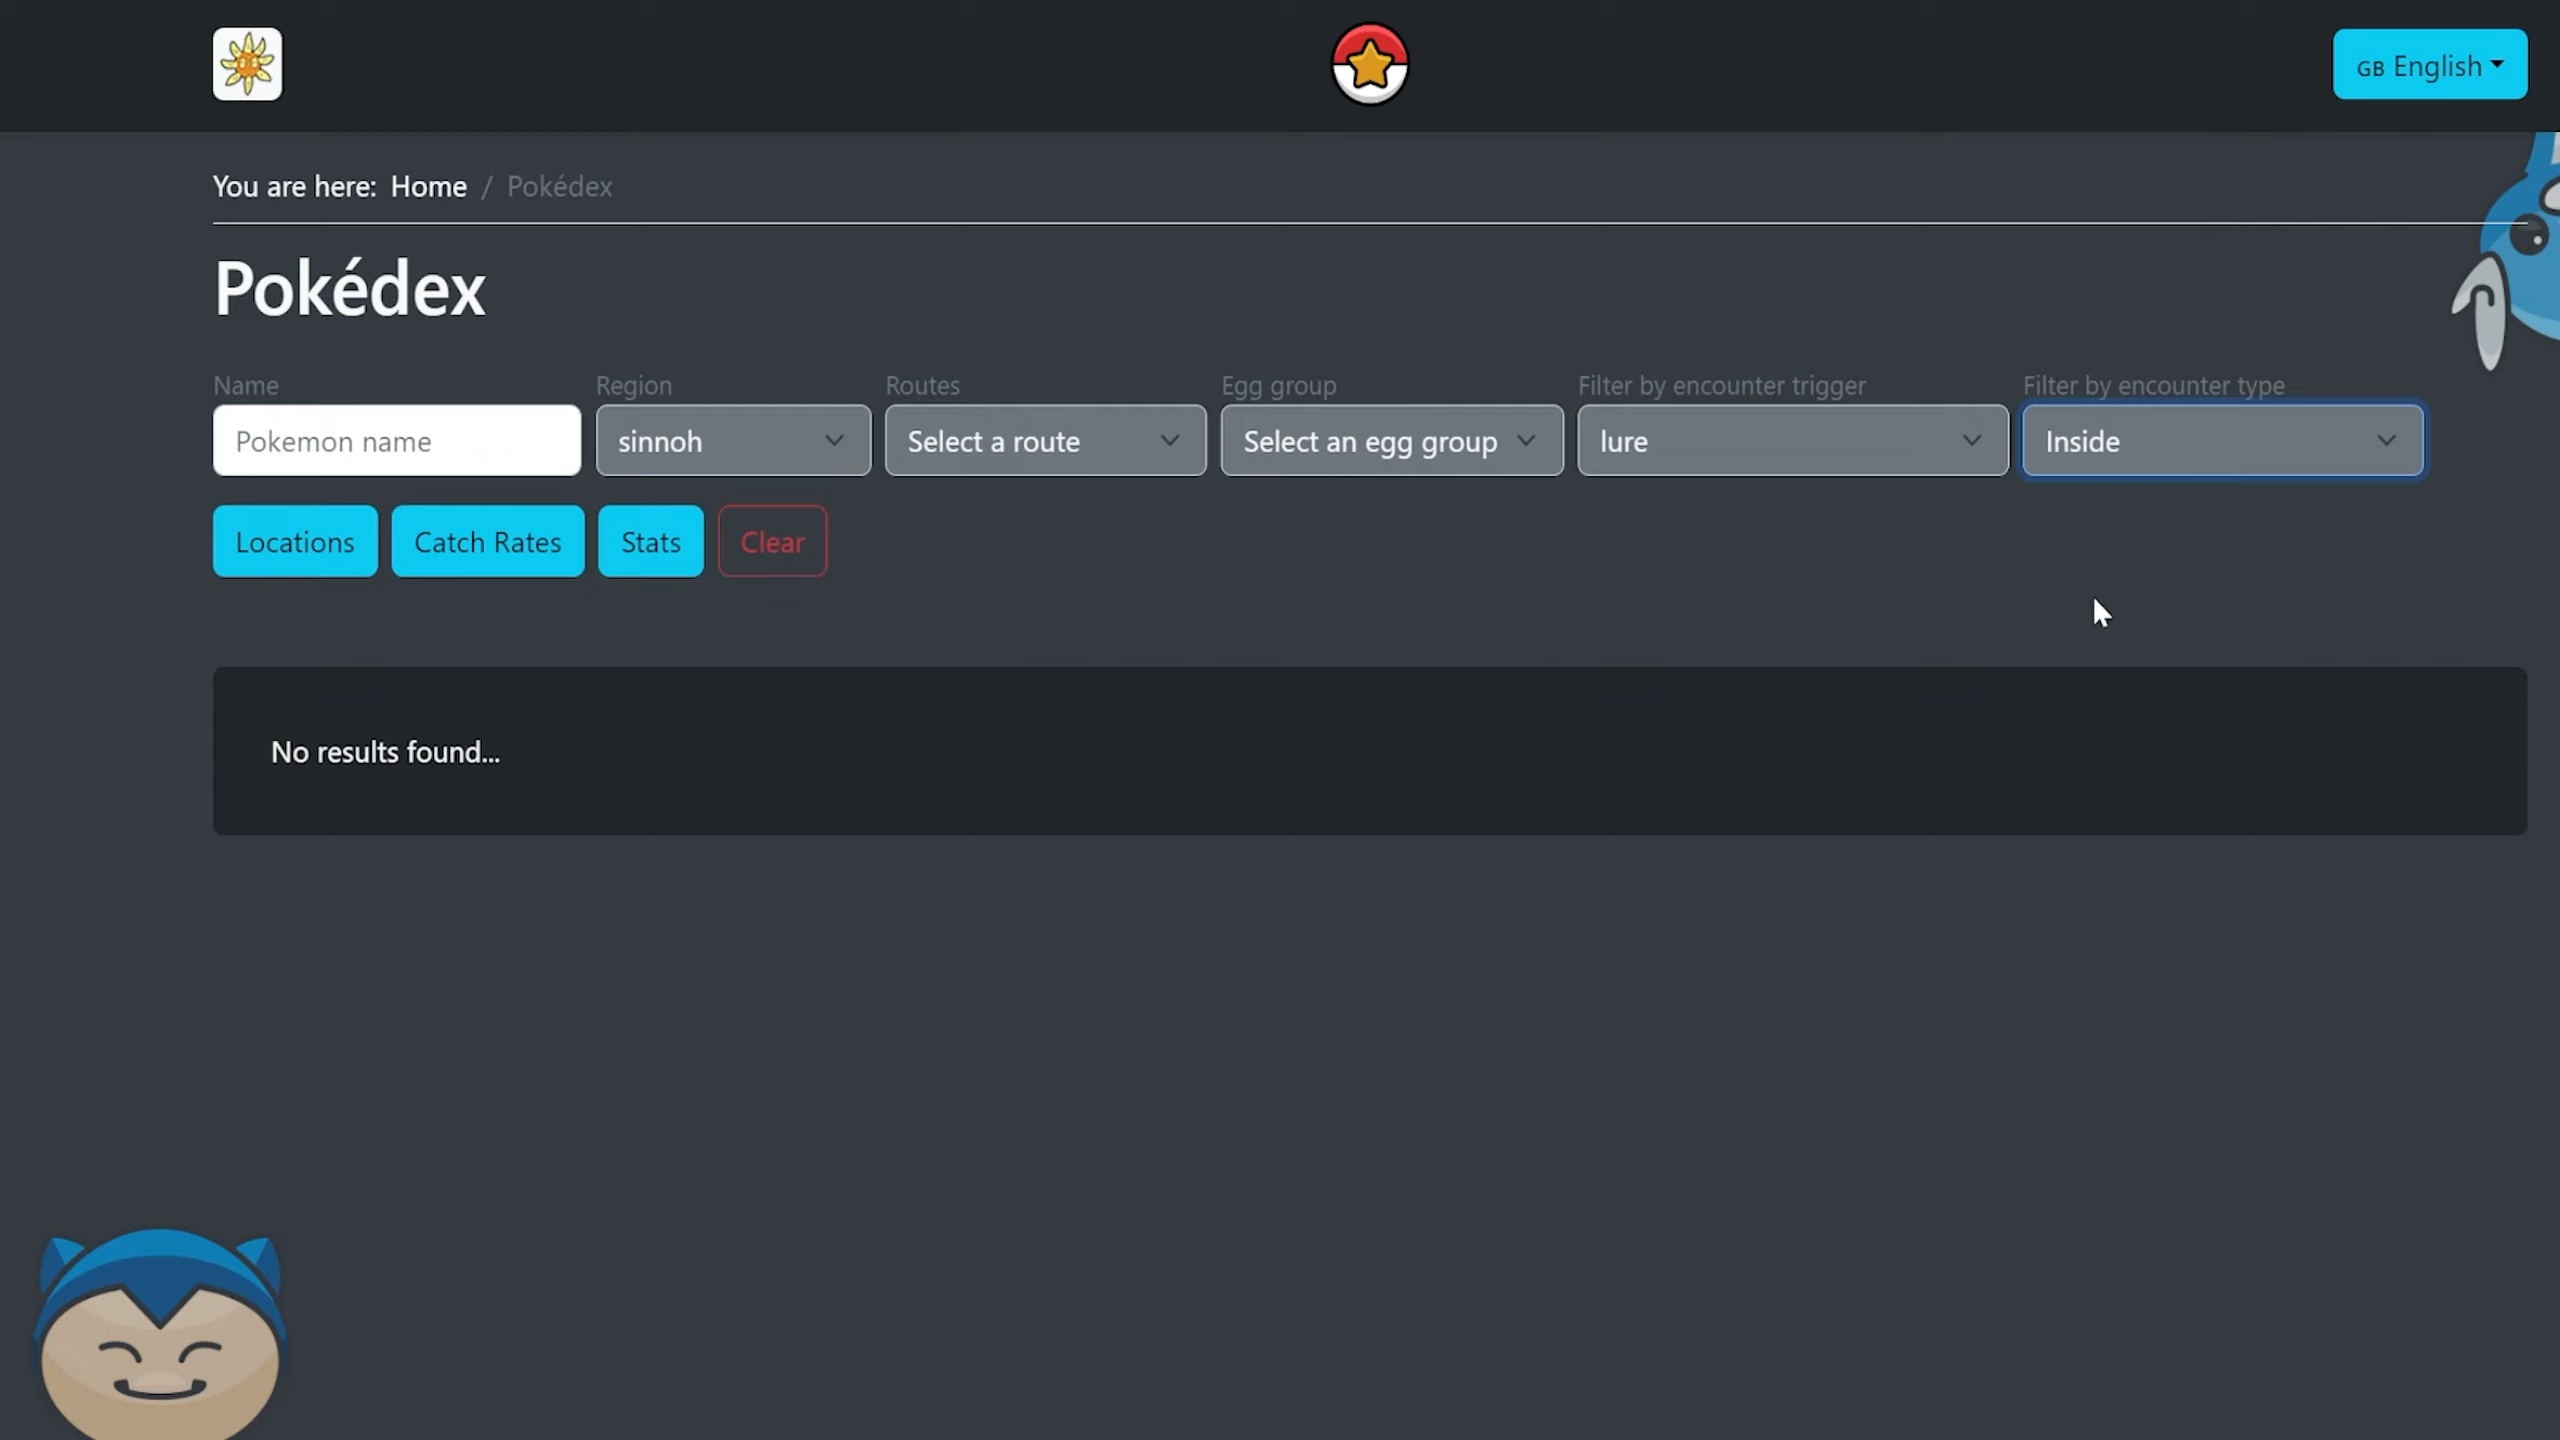 GB English
You are here: Home / Pokédex
Pokédex
Name Region Routes Egg group Filter by encounter trigger Filter by encounter type
Pokemon name sinnoh Select a route Select an egg group lure Inside
Locations Catch Rates Stats Clear
No results found...